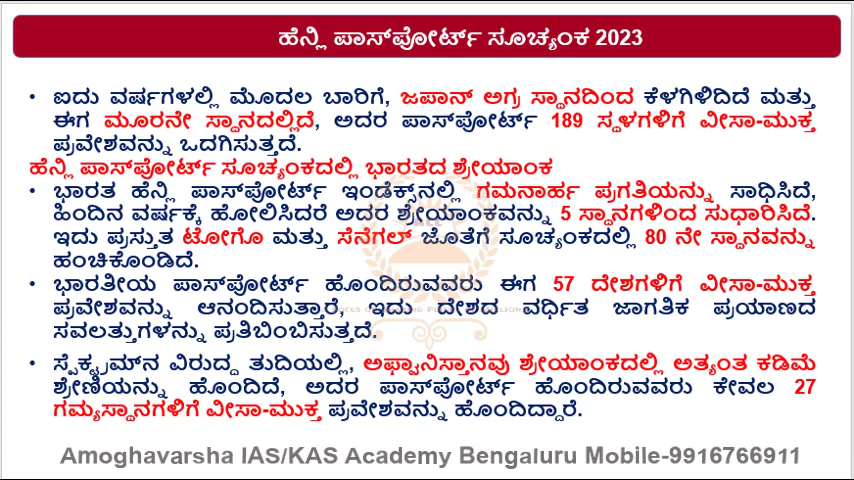 ಹೆನ್ಲಿ ಪಾಸ್‌ಪೋರ್ಟ್ ಸೂಚ್ಯಂಕ 2023
• ಐದು ವರ್ಷಗಳಲ್ಲಿ ಮೊದಲ ಬಾರಿಗೆ, ಜಪಾನ್ ಅಗ್ರ ಸ್ಥಾನದಿಂದ ಕೆಳಗಿಳಿದಿದೆ ಮತ್ತು
ಈಗ ಮೂರನೇ ಸ್ಥಾನದಲ್ಲಿದೆ, ಅದರ ಪಾಸ್‌ಪೋರ್ಟ್ 189 ಸ್ಥಳಗಳಿಗೆ ವೀಸಾ-ಮುಕ್ತ
ಪ್ರವೇಶವನ್ನು ಒದಗಿಸುತ್ತದೆ.
ಹೆನ್ಲಿ ಪಾಸ್‌ಪೋರ್ಟ್ ಸೂಚ್ಯಂಕದಲ್ಲಿ ಭಾರತದ ಶ್ರೇಯಾಂಕ
• ಭಾರತ ಹೆನ್ಲಿ ಪಾಸ್‌ಪೋರ್ಟ್ ಇಂಡೆಕ್ಸ್‌ನಲ್ಲಿ ಗಮನಾರ್ಹ ಪ್ರಗತಿಯನ್ನು ಸಾಧಿಸಿದೆ,
ಹಿಂದಿನ ವರ್ಷಕ್ಕೆ ಹೋಲಿಸಿದರೆ ಅದರ ಶ್ರೇಯಾಂಕವನ್ನು 5 ಸ್ಥಾನಗಳಿಂದ ಸುಧಾರಿಸಿದೆ.
ಇದು ಪ್ರಸ್ತುತ ಟೋಗೊ ಮತ್ತು ಸೆನೆಗಲ್ ಜೊತೆಗೆ ಸೂಚ್ಯಂಕದಲ್ಲಿ 80 ನೇ ಸ್ಥಾನವನ್ನು
ಹಂಚಿಕೊಂಡಿದೆ.
• ಭಾರತೀಯ ಪಾಸ್‌ಪೋರ್ಟ್ ಹೊಂದಿರುವವರು ಈಗ 57 ದೇಶಗಳಿಗೆ ವೀಸಾ-ಮುಕ್ತ
ಪ್ರವೇಶವನ್ನು ಆನಂದಿಸುತ್ತಾರೆ, ಇದು ದೇಶದ ವರ್ಧಿತ ಜಾಗತಿಕ ಪ್ರಯಾಣದ
ಸವಲತ್ತುಗಳನ್ನು ಪ್ರತಿಬಿಂಬಿಸುತ್ತದೆ.
• ಸ್ಪೆಕ್ಟ್ರಮ್‌ನ ವಿರುದ್ಧ ತುದಿಯಲ್ಲಿ, ಅಫ್ಘಾನಿಸ್ತಾನವು ಶ್ರೇಯಾಂಕದಲ್ಲಿ ಅತ್ಯಂತ ಕಡಿಮೆ
ಶ್ರೇಣಿಯನ್ನು ಹೊಂದಿದೆ, ಅದರ ಪಾಸ್‌ಪೋರ್ಟ್ ಹೊಂದಿರುವವರು ಕೇವಲ 27
ಗಮ್ಯಸ್ಥಾನಗಳಿಗೆ ವೀಸಾ-ಮುಕ್ತ ಪ್ರವೇಶವನ್ನು ಹೊಂದಿದ್ದಾರೆ.
Amoghavarsha IAS/KAS Academy Bengaluru Mobile-9916766911